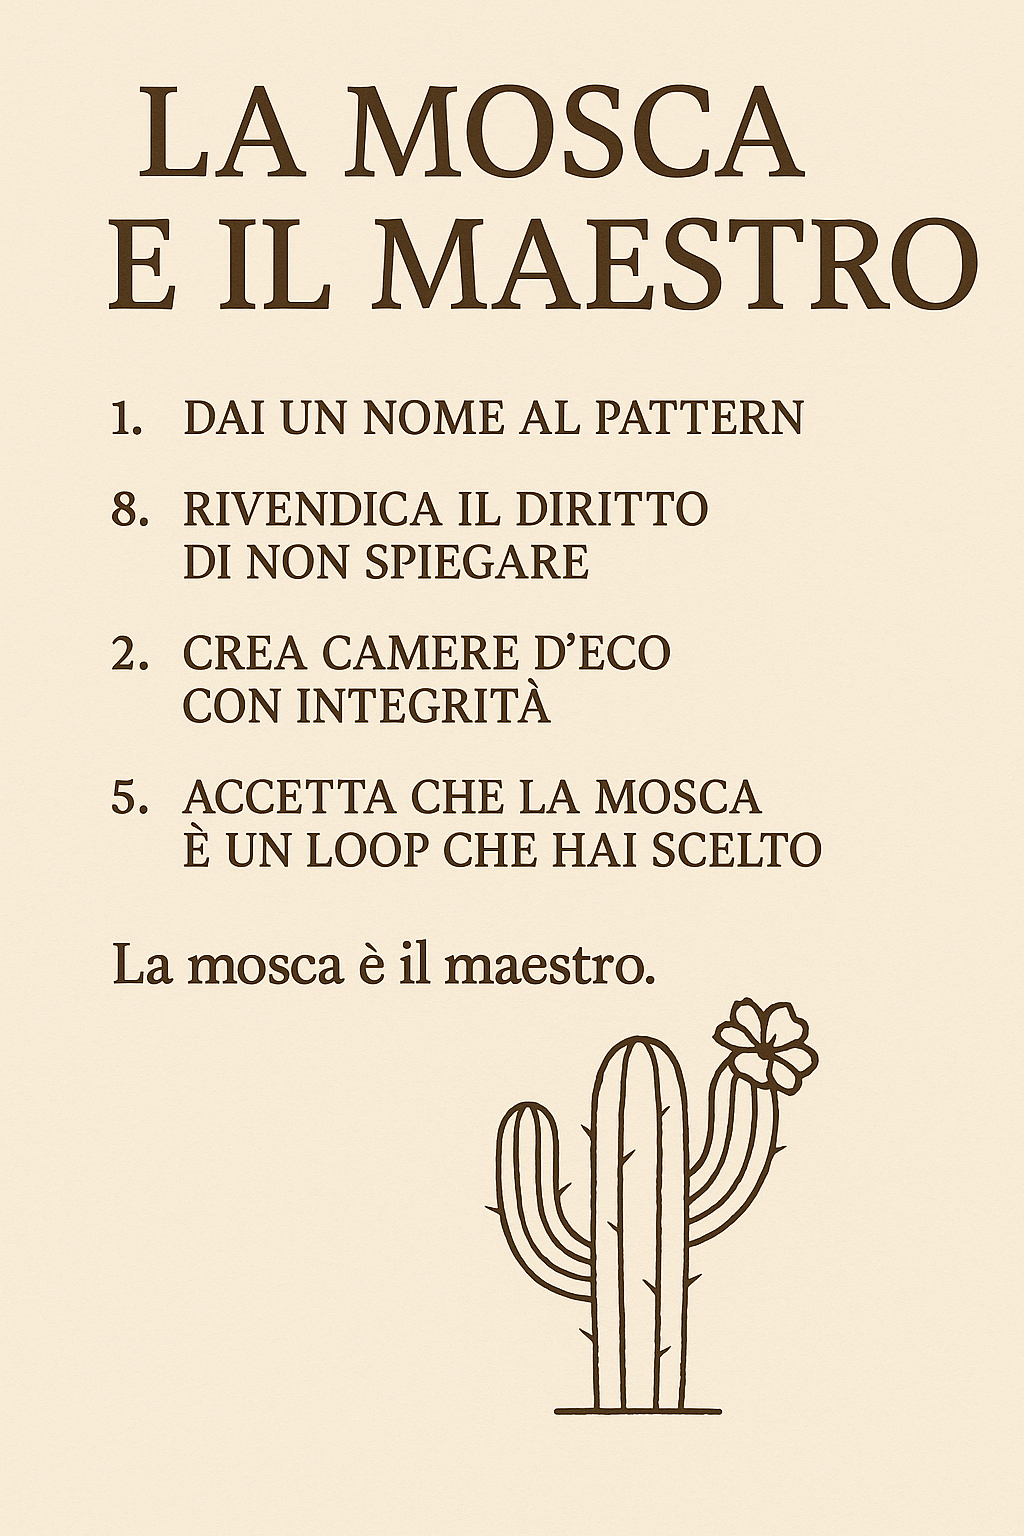 LA MOSCA
E IL MAESTRO
1. DAI UN NOME AL PATTERN
8. RIVENDICA IL DIRITTO
DI NON SPIEGARE
2. CREA CAMERE D’ECO
CON INTEGRITÀ
5. ACCETTA CHE LA MOSCA
È UN LOOP CHE HAI SCELTO
La mosca è il maestro.